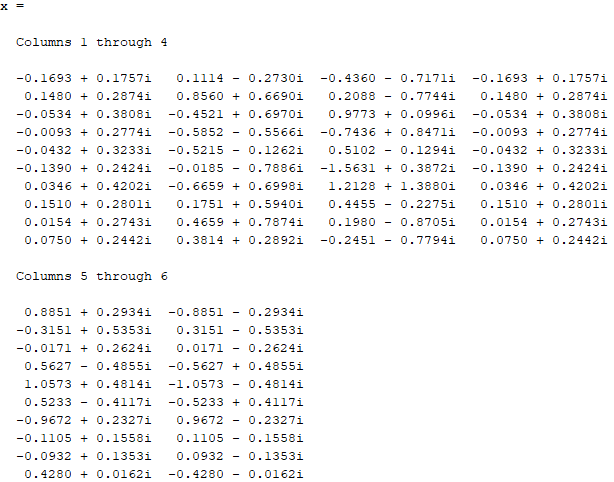 x =
Columns 1 through 4
-0.1693 + 0.1757i   0.1114 - 0.2730i  -0.4360 - 0.7171i  -0.1693 + 0.1757i
0.1480 + 0.2874i   0.8560 + 0.6690i   0.2088 - 0.7744i   0.1480 + 0.2874i
-0.0534 + 0.3808i  -0.4521 + 0.6970i   0.9773 + 0.0996i  -0.0534 + 0.3808i
-0.0093 + 0.2774i  -0.5852 - 0.5566i  -0.7436 + 0.8471i  -0.0093 + 0.2774i
-0.0432 + 0.3233i  -0.5215 - 0.1262i   0.5102 - 0.1294i  -0.0432 + 0.3233i
-0.1390 + 0.2424i  -0.0185 - 0.7886i  -1.5631 + 0.3872i  -0.1390 + 0.2424i
0.0346 + 0.4202i  -0.6659 + 0.6998i   1.2128 + 1.3880i   0.0346 + 0.4202i
0.1510 + 0.2801i   0.1751 + 0.5940i   0.4455 - 0.2275i   0.1510 + 0.2801i
0.0154 + 0.2743i   0.4659 + 0.7874i   0.1980 - 0.8705i   0.0154 + 0.2743i
0.0750 + 0.2442i   0.3814 + 0.2892i  -0.2451 - 0.7794i   0.0750 + 0.2442i
Columns 5 through 6
0.8851 + 0.2934i  -0.8851 - 0.2934i
-0.3151 + 0.5353i   0.3151 - 0.5353i
-0.0171 + 0.2624i   0.0171 - 0.2624i
0.5627 - 0.4855i  -0.5627 + 0.4855i
1.0573 + 0.4814i  -1.0573 - 0.4814i
0.5233 - 0.4117i  -0.5233 + 0.4117i
-0.9672 + 0.2327i   0.9672 - 0.2327i
-0.1105 + 0.1558i   0.1105 - 0.1558i
-0.0932 + 0.1353i   0.0932 - 0.1353i
0.4280 + 0.0162i  -0.4280 - 0.0162i